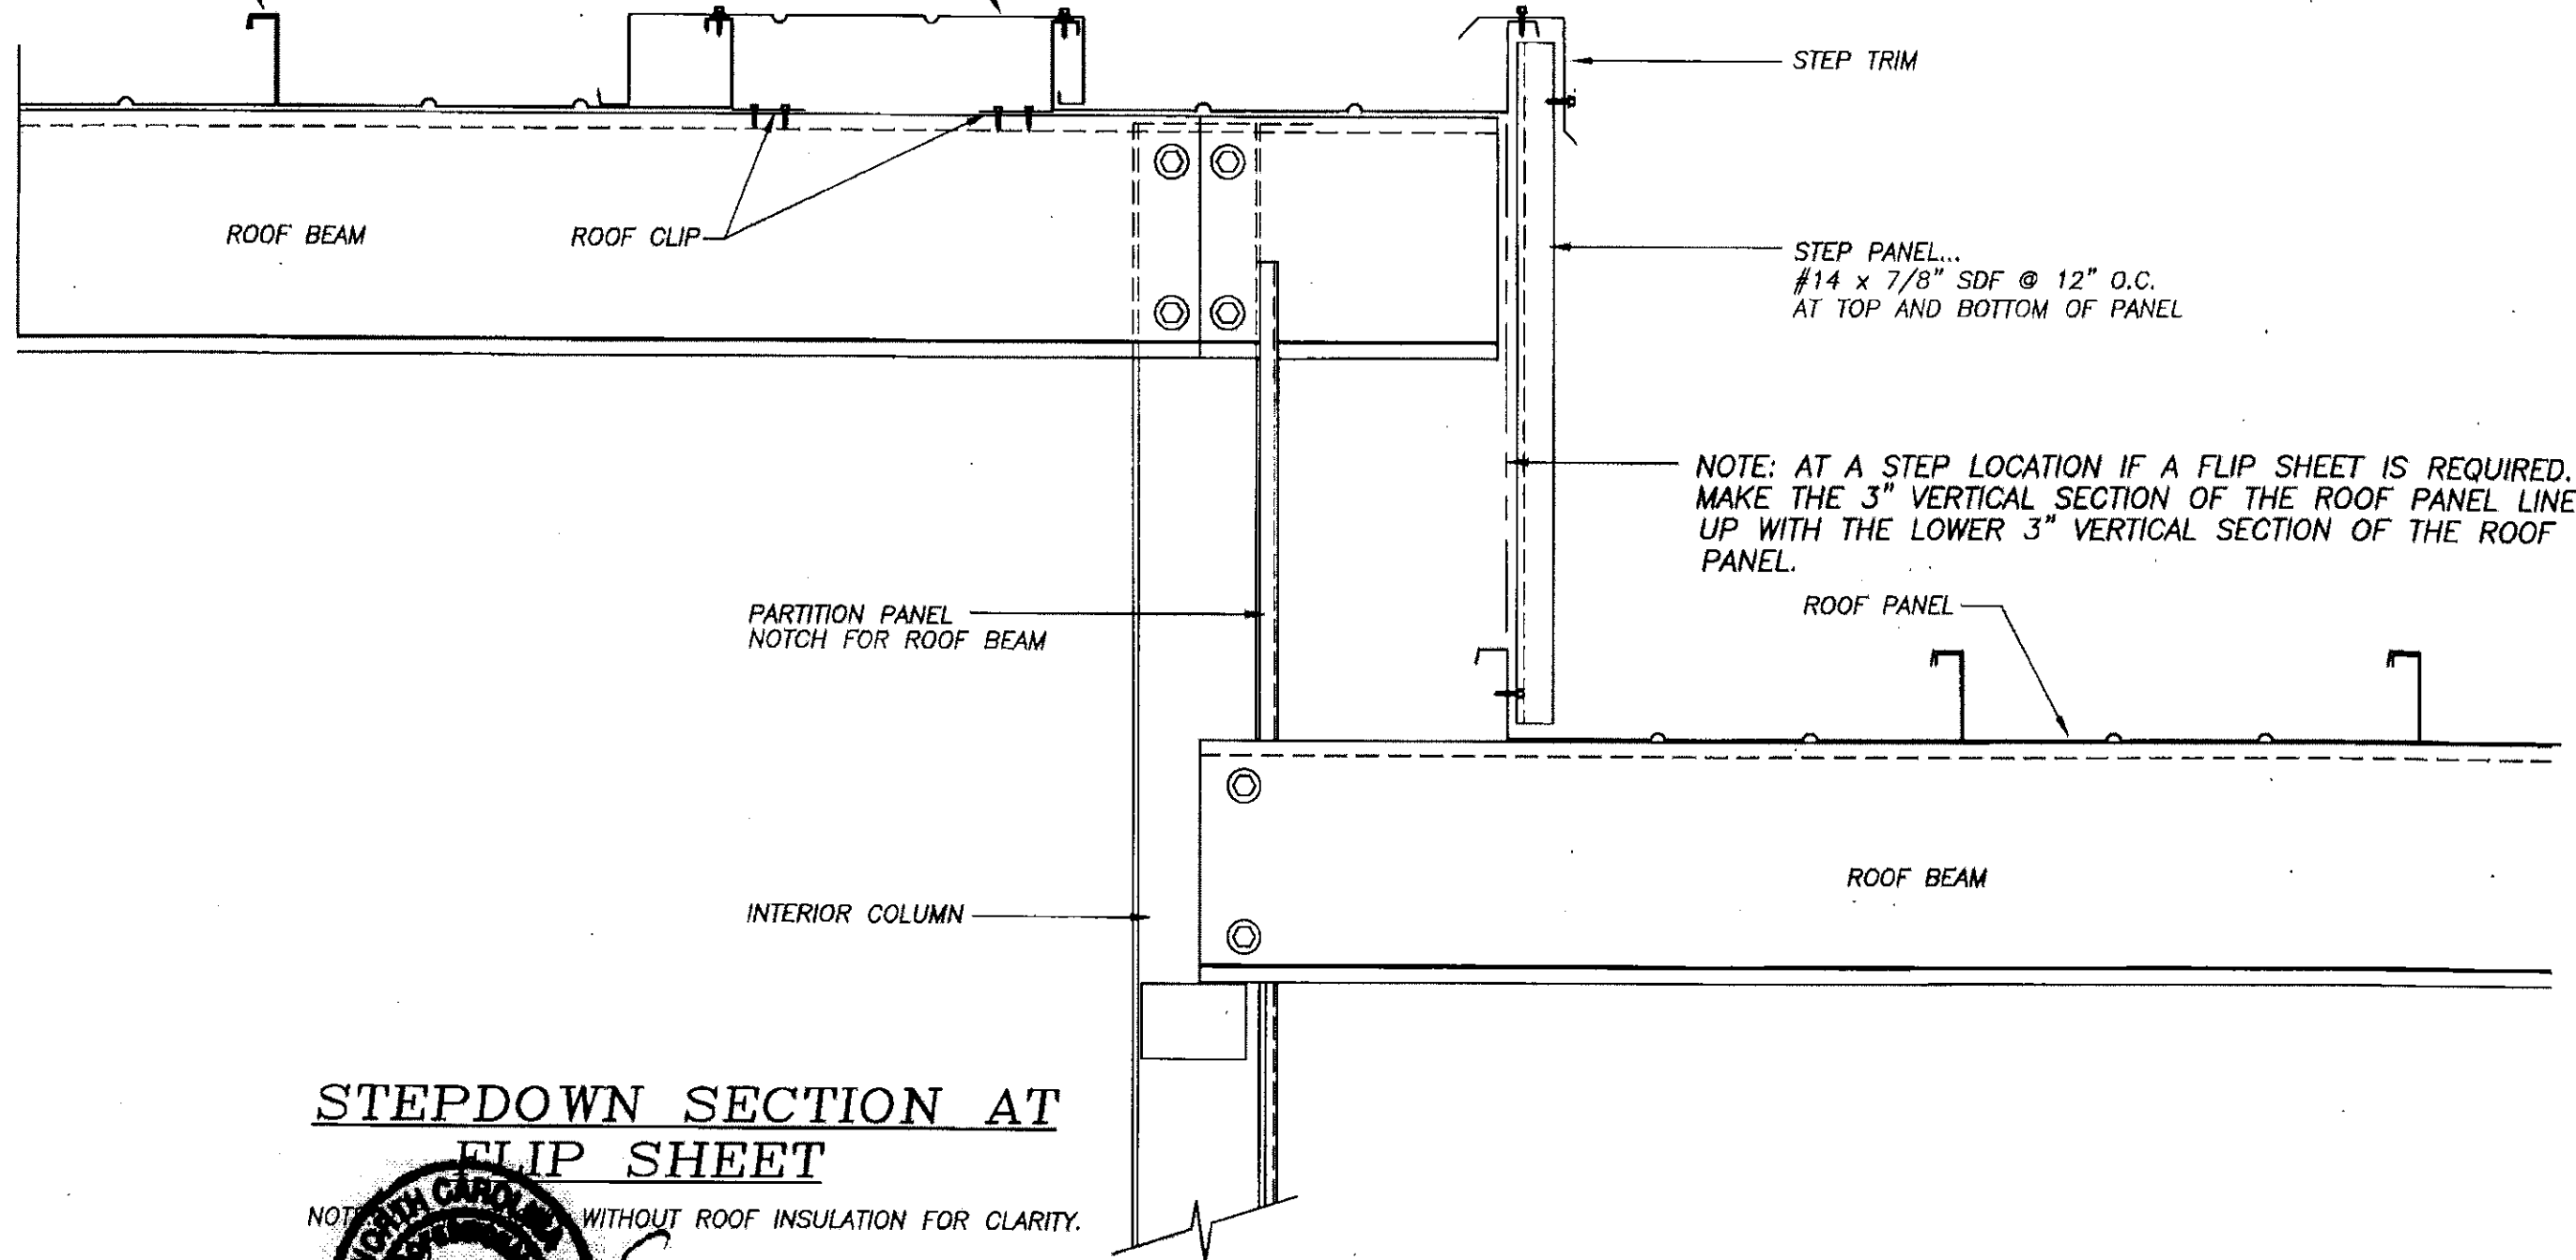 STEP TRIM
ROOF BEAM
ROOF CLIP
STEP PANEL...
#14 x 7/8" SDF @ 12" O.C.
AT TOP AND BOTTOM OF PANEL
NOTE: AT A STEP LOCATION IF A FLIP SHEET IS REQUIRED.
MAKE THE 3" VERTICAL SECTION OF THE ROOF PANEL LINE
UP WITH THE LOWER 3" VERTICAL SECTION OF THE ROOF
PANEL.
PARTITION PANEL
NOTCH FOR ROOF BEAM
ROOF PANEL
ROOF BEAM
INTERIOR COLUMN
STEPDOWN SECTION AT
FLIP SHEET
WITHOUT ROOF INSULATION FOR CLARITY.
NORTH CAROLINA